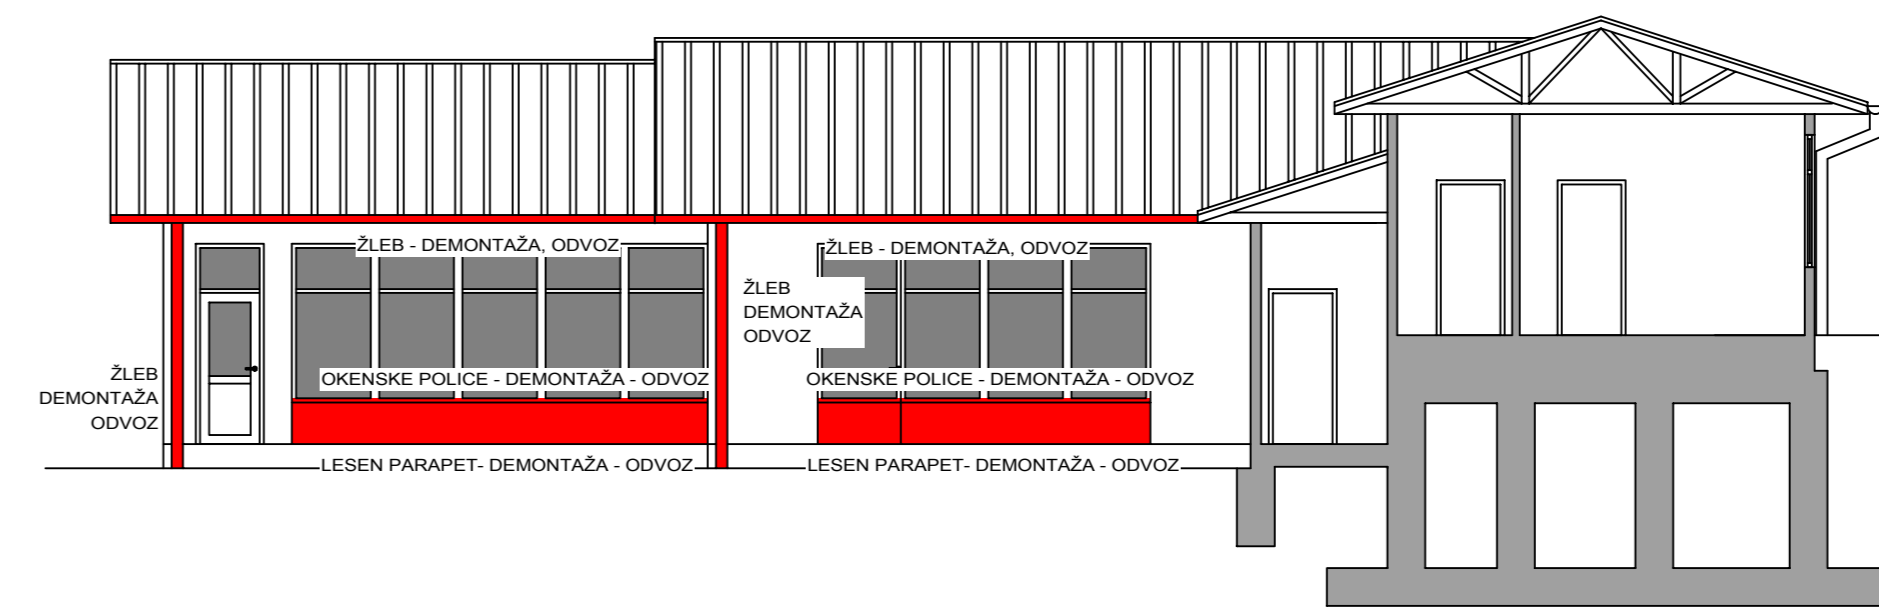 ŽLEB - DEMONTAŽA, ODVOZ
ŽLEB - DEMONTAŽA, ODVOZ
ŽLEB
DEMONTAŽA
ODVOZ
ŽLEB
DEMONTAŽA
ODVOZ
OKENSKE POLICE - DEMONTAŽA - ODVOZ
OKENSKE POLICE - DEMONTAŽA - ODVOZ
LESEN PARAPET- DEMONTAŽA - ODVOZ
LESEN PARAPET- DEMONTAŽA - ODVOZ